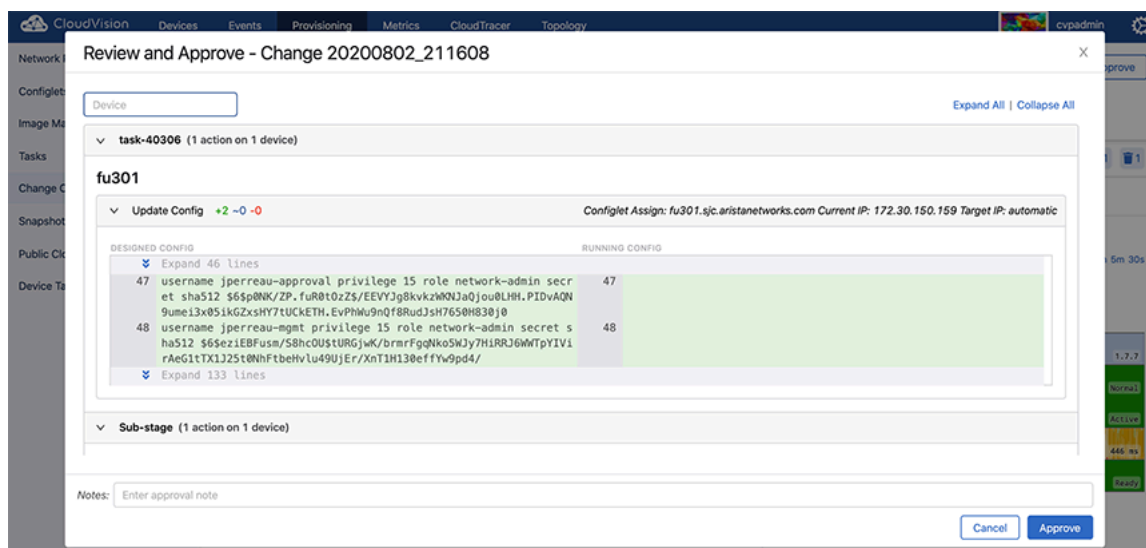 CloudVision Devices Events Provisioning Metrics CloudTracer Topology cvpadmin
Review and Approve - Change 20200802_211608 X
Network
Configlets
Image Ma
Tasks
Change C
Snapshot
Public Clo
Device Ta
pprove
Device
Expand All | Collapse All
task-40306 (1 action on 1 device)
1
fu301
Update Config +2 ~0 -0 Configlet Assign: fu301.sjc.aristanetworks.com Current IP: 172.30.150.159 Target IP: automatic
DESIGNED CONFIG RUNNING CONFIG
Expand 46 lines
47 username jperreau-approval privilege 15 role network-admin secr 47
et sha512 $6$p0NK/ZP.fuR0tOzZ$/EEVYJg8kvkzWKNJaQjou0LHH.PIDvAQN
9umei3x05ikGZxsHY7tUCkETH.EvPhWu9nQf8RudJsH7650H830j0
48 username jperreau-mgmt privilege 15 role network-admin secret s 48
ha512 $6$eziEBFusm/S8hcOU$tURGjwK/brmrFgqNko5WJy7HiRRJ6WWTpYIVi
rAeG1tTX1J25t0NhFtbeHvlu49UjEr/XnT1H130effYw9pd4/
Expand 133 lines
Sub-stage (1 action on 1 device)
5m 30s
1.7.7
Normal
Active
446 ns
Ready
Notes: Enter approval note
Cancel Approve